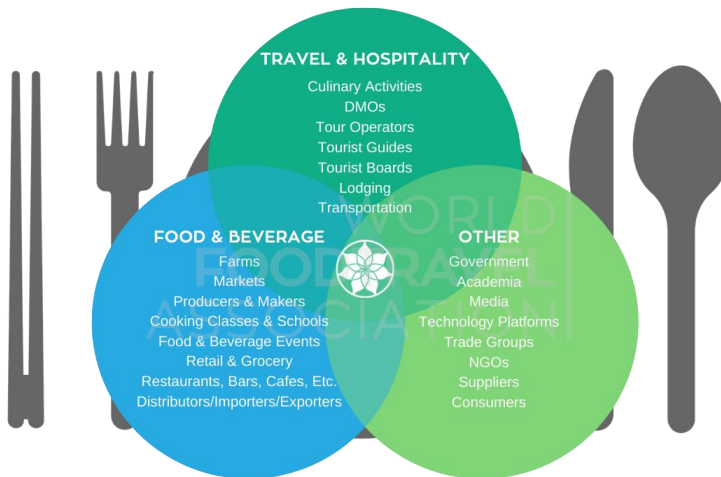 TRAVEL & HOSPITALITY
Culinary Activities
DMOs
Tour Operators
Tourist Guides
Tourist Boards
Lodging
Transportation
FOOD & BEVERAGE
Farms
Markets
Producers & Makers
Cooking Classes & Schools
Food & Beverage Events
Retail & Grocery
Restaurants, Bars, Cafes, Etc.
Distributors/Importers/Exporters
OTHER
Government
Academia
Media
Technology Platforms
Trade Groups
NGOs
Suppliers
Consumers
WORLD
FOOD TRAVEL
ASSOCIATION